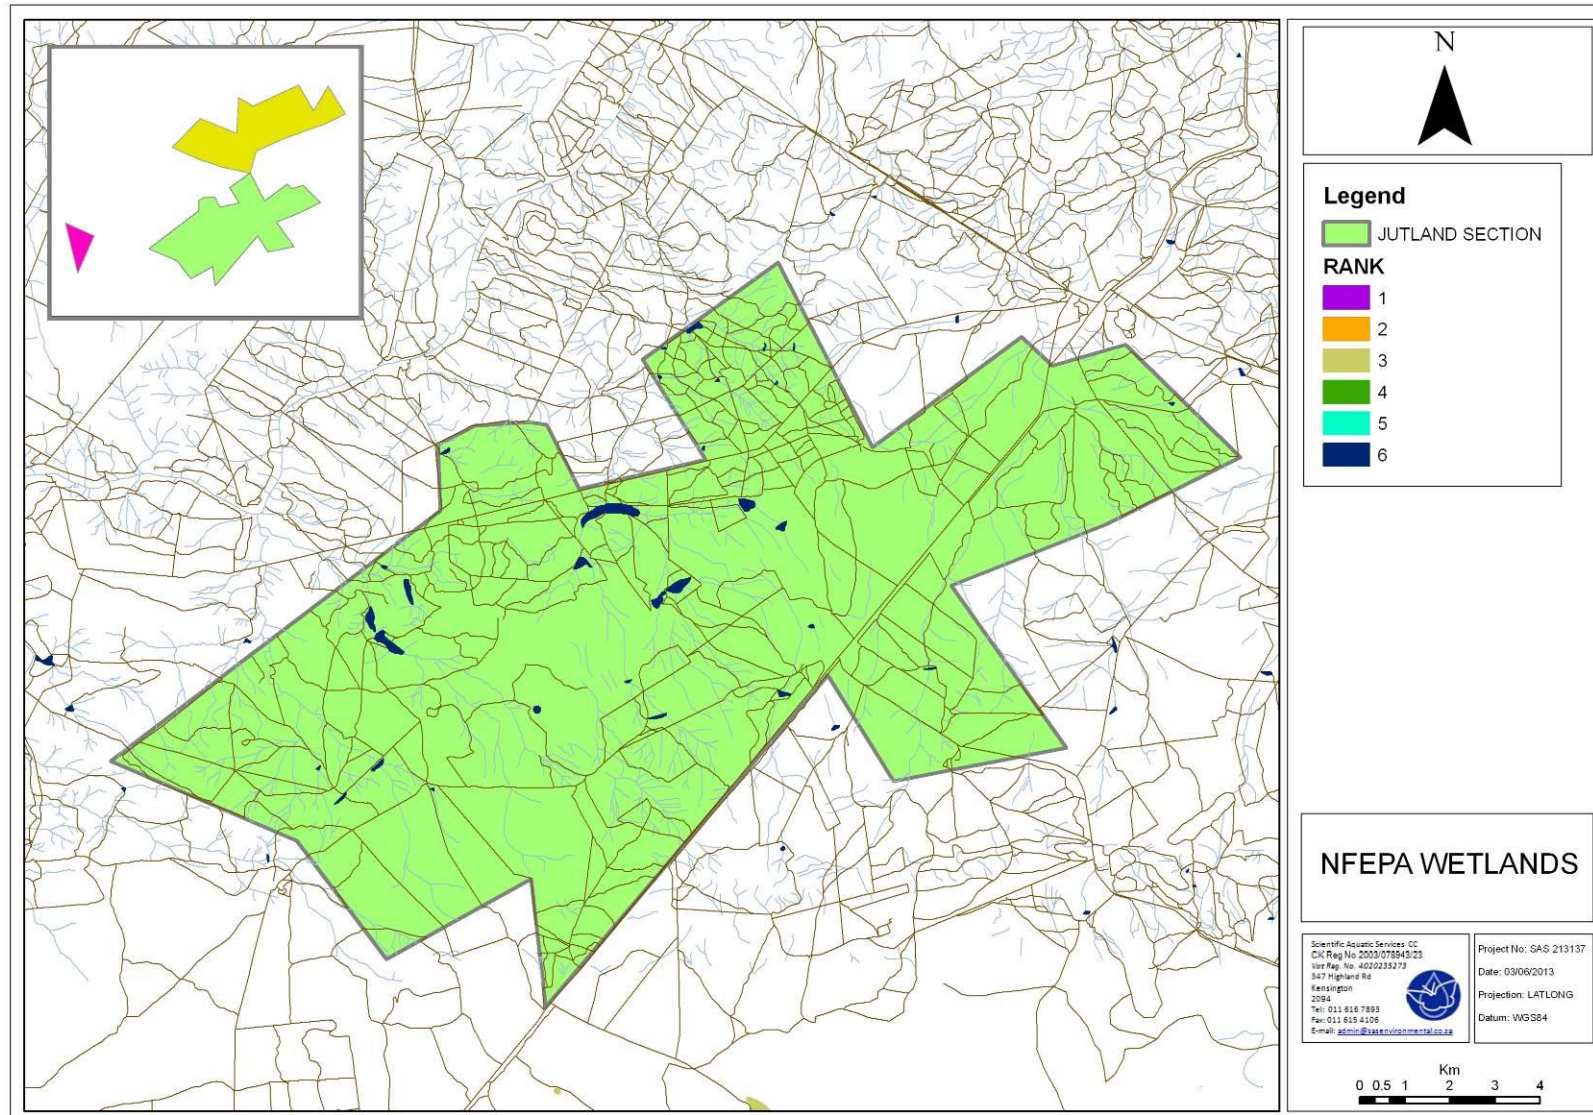 N
Legend
JUTLAND SECTION
RANK
1
2
3
4
5
6
NFEPA WETLANDS
Scientific Aquatic Services CC
CK Reg No 2003/078943/23
Vat Reg. No. 4020235273
347 Highland Rd
Kensington
2094
Tel: 011 616 7893
Fax: 011 615 4106
E-mail: admin@sasenvironmental.co.za
Project No: SAS 213137
Date: 03/06/2013
Projection: LATLONG
Datum: WGS84
Km
0 0.5 1 2 3 4